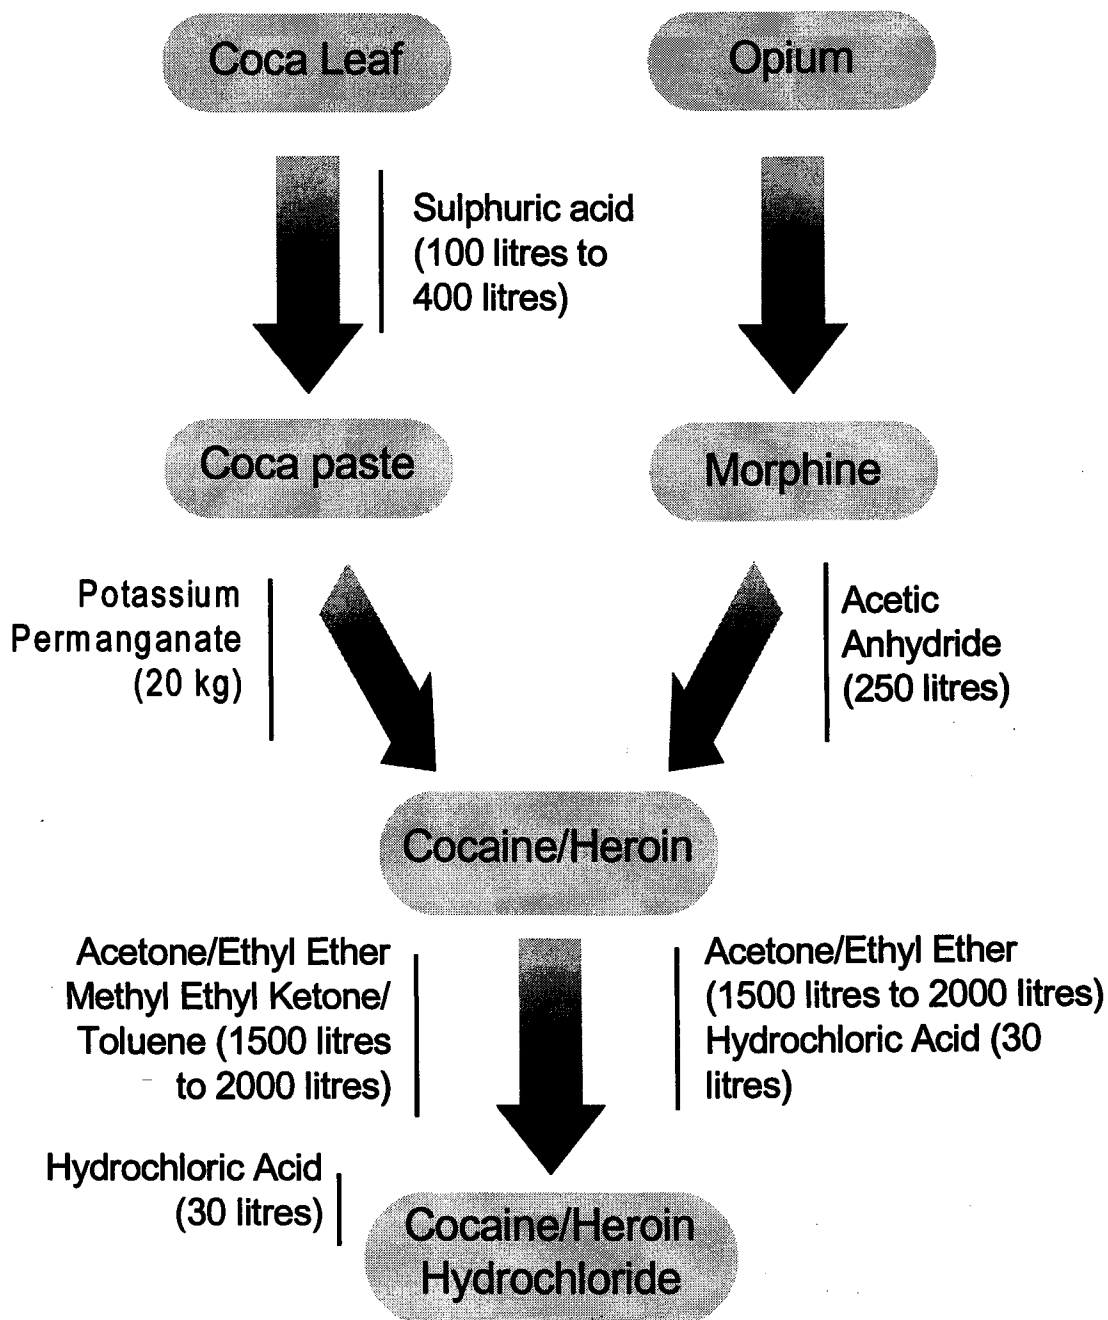 Coca Leaf
Opium
Sulphuric acid
(100 litres to
400 litres)
Coca paste
Morphine
Potassium
Permanganate
(20 kg)
Acetic
Anhydride
(250 litres)
Cocaine/Heroin
Acetone/Ethyl Ether
Methyl Ethyl Ketone/
Toluene (1500 litres
to 2000 litres)
Acetone/Ethyl Ether
(1500 litres to 2000 litres)
Hydrochloric Acid (30
litres)
Hydrochloric Acid
(30 litres)
Cocaine/Heroin
Hydrochloride